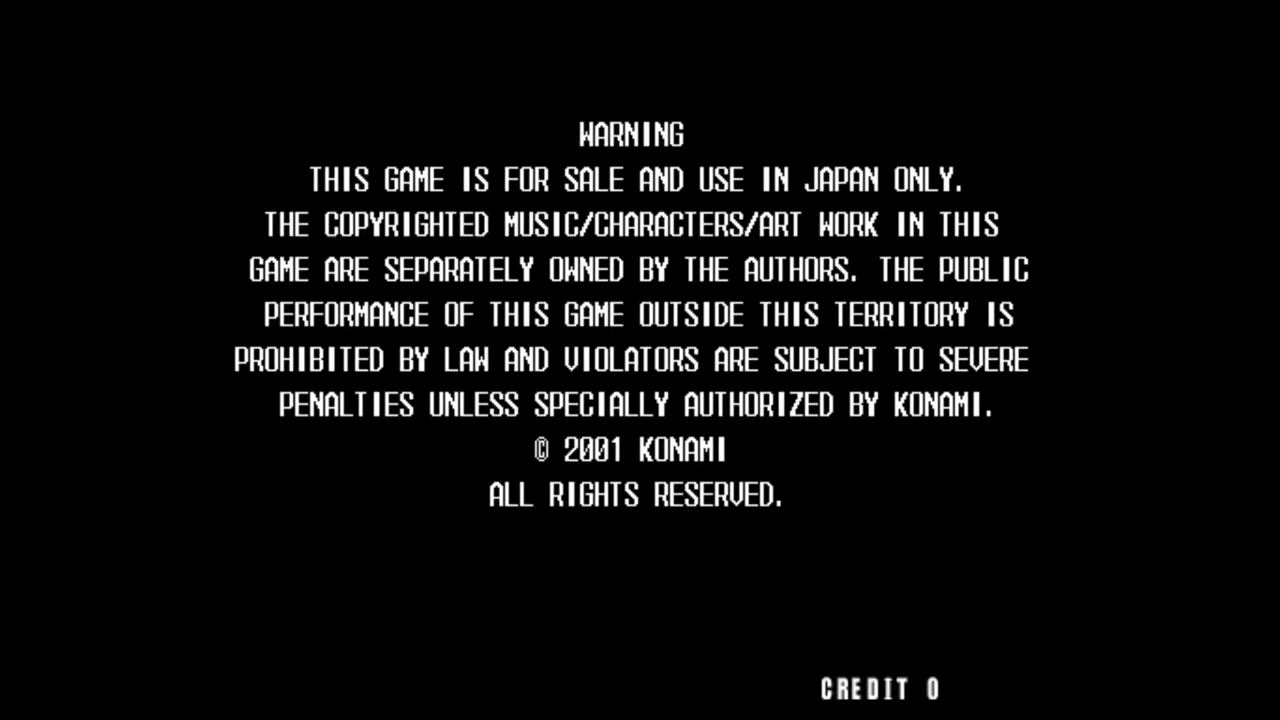 WARNING
THIS GAME IS FOR SALE AND USE IN JAPAN ONLY.
THE COPYRIGHTED MUSIC/CHARACTERS/ART WORK IN THIS
GAME ARE SEPARATELY OWNED BY THE AUTHORS. THE PUBLIC
PERFORMANCE OF THIS GAME OUTSIDE THIS TERRITORY IS
PROHIBITED BY LAW AND VIOLATORS ARE SUBJECT TO SEVERE
PENALTIES UNLESS SPECIALLY AUTHORIZED BY KONAMI.
© 2001 KONAMI
ALL RIGHTS RESERVED.
CREDIT 0